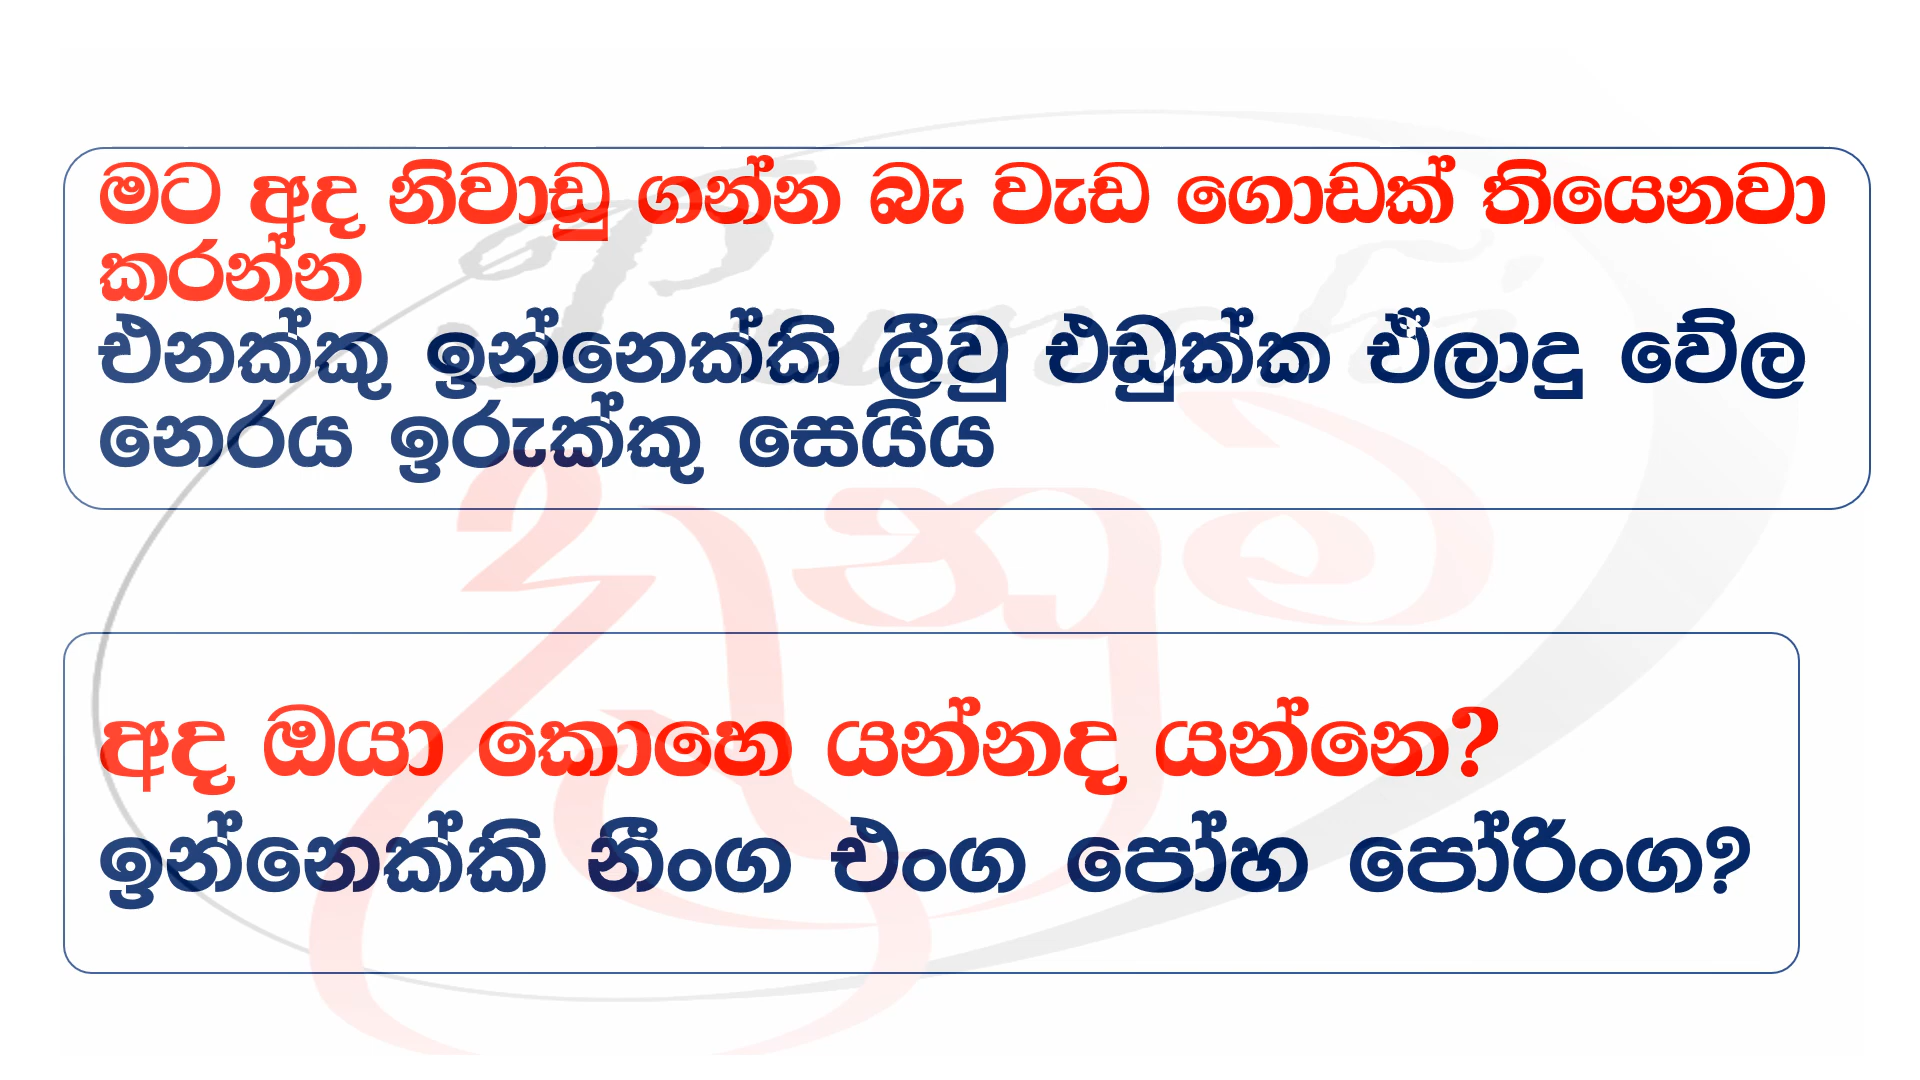 මට අද නිවාඩු ගන්න බැ වැඩ ගොඩක් තියෙනවා
කරන්න
එනක්කු ඉන්නෙක්කි ලීවු එඩුක්ක ඒලාදු වේල
නෙරය ඉරුක්කු සෙයිය
අද ඔයා කොහෙ යන්නද යන්නෙ?
ඉන්නෙක්කි නීංග එංග පෝහ පෝරිංග?